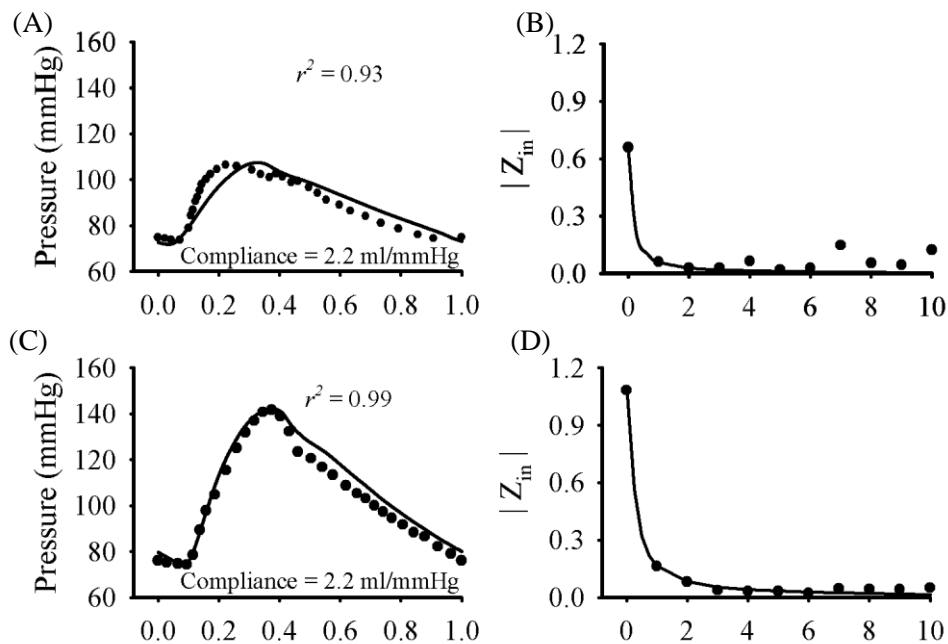 (A)
Pressure (mmHg)
160
140
120
100
80
60
r² = 0.93
Compliance = 2.2 ml/mmHg
0.0 0.2 0.4 0.6 0.8 1.0
(B)
| Z_in |
1.2
0.9
0.6
0.3
0.0
0 2 4 6 8 10
(C)
Pressure (mmHg)
160
140
120
100
80
60
r² = 0.99
Compliance = 2.2 ml/mmHg
0.0 0.2 0.4 0.6 0.8 1.0
(D)
| Z_in |
1.2
0.9
0.6
0.3
0.0
0 2 4 6 8 10